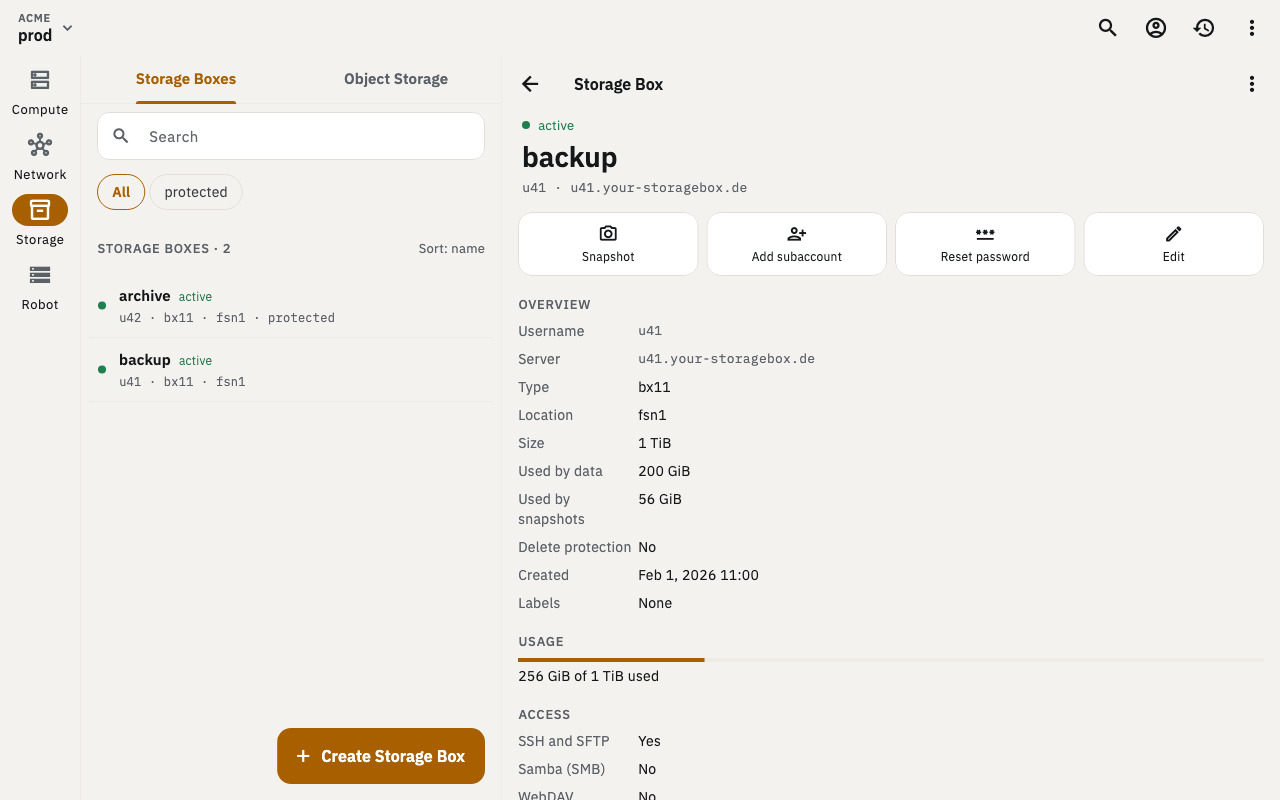 ACME
prod
Compute
Network
Storage
Robot
Storage Boxes
Object Storage
Search
All
protected
STORAGE BOXES · 2
Sort: name
archive active
u42 · bx11 · fsn1 · protected
backup active
u41 · bx11 · fsn1
+ Create Storage Box
Storage Box
active
backup
u41 · u41.your-storagebox.de
Snapshot
Add subaccount
Reset password
Edit
OVERVIEW
Username u41
Server u41.your-storagebox.de
Type bx11
Location fsn1
Size 1 TiB
Used by data 200 GiB
Used by snapshots 56 GiB
Delete protection No
Created Feb 1, 2026 11:00
Labels None
USAGE
256 GiB of 1 TiB used
ACCESS
SSH and SFTP Yes
Samba (SMB) No
WebDAV No